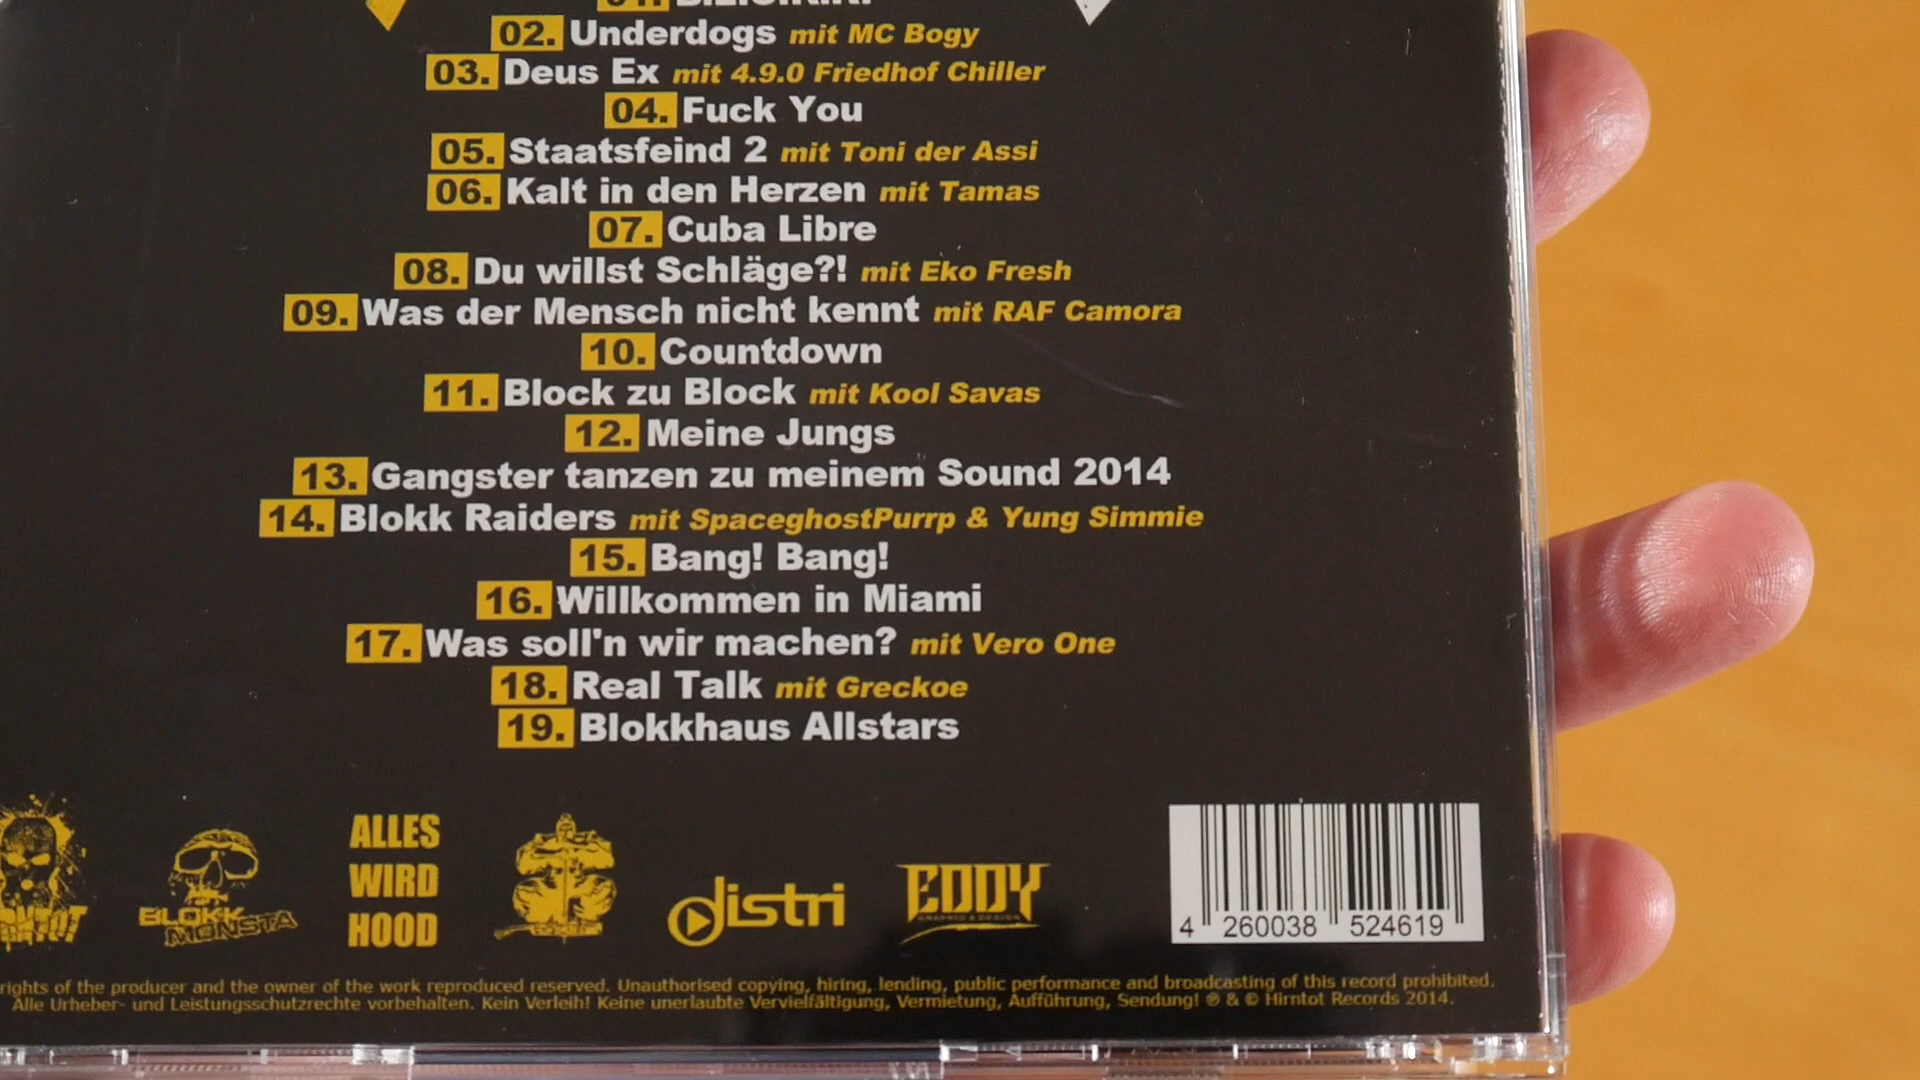 02. Underdogs mit MC Bogy
03. Deus Ex mit 4.9.0 Friedhof Chiller
04. Fuck You
05. Staatsfeind 2 mit Toni der Assi
06. Kalt in den Herzen mit Tamas
07. Cuba Libre
08. Du willst Schläge?! mit Eko Fresh
09. Was der Mensch nicht kennt mit RAF Camora
10. Countdown
11. Block zu Block mit Kool Savas
12. Meine Jungs
13. Gangster tanzen zu meinem Sound 2014
14. Blokk Raiders mit SpaceghostPurrp & Yung Simmie
15. Bang! Bang!
16. Willkommen in Miami
17. Was soll'n wir machen? mit Vero One
18. Real Talk mit Greckoe
19. Blokkhaus Allstars
BLOKK
MONSTA
ALLES
WIRD
HOOD
distri
EDDY
GRAPHIC & DESIGN
4 260038 524619
rights of the producer and the owner of the work reproduced reserved. Unauthorised copying, hiring, lending, public performance and broadcasting of this record prohibited.
Alle Urheber- und Leistungsschutzrechte vorbehalten. Kein Verleih! Keine unerlaubte Vervielfältigung, Vermietung, Aufführung, Sendung! ℗ & © Hirntot Records 2014.